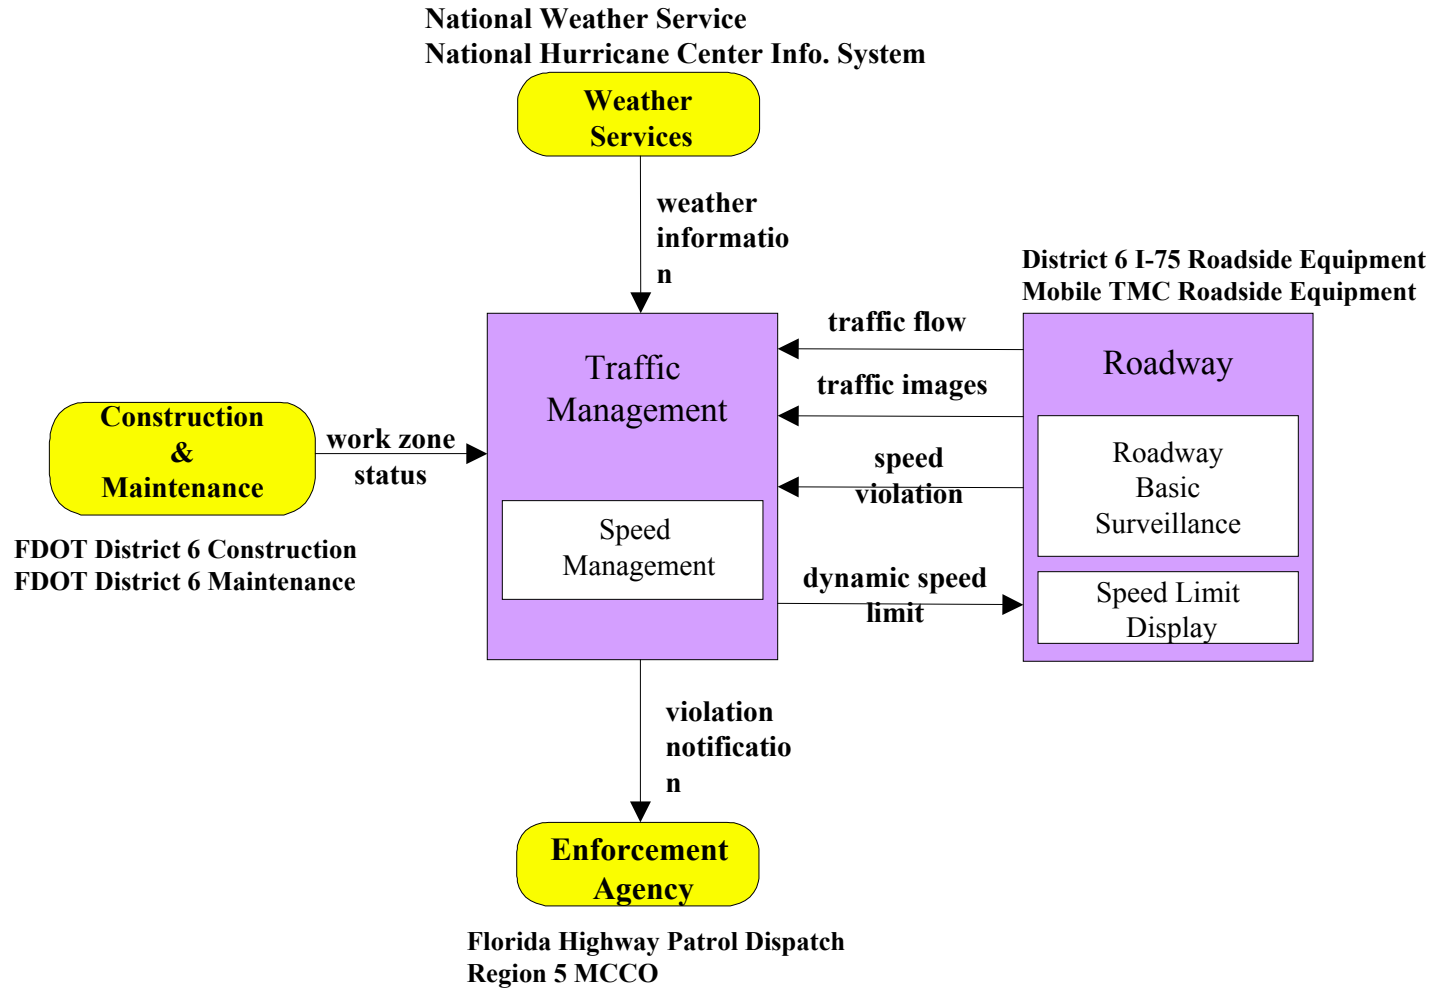 National Weather Service
National Hurricane Center Info. System
Weather
Services
weather
informatio
n
District 6 I-75 Roadside Equipment
Mobile TMC Roadside Equipment
traffic flow
traffic images
speed
violation
dynamic speed
limit
Traffic
Management
Speed
Management
Roadway
Roadway
Basic
Surveillance
Speed Limit
Display
Construction
&
Maintenance
work zone
status
FDOT District 6 Construction
FDOT District 6 Maintenance
violation
notificatio
n
Enforcement
Agency
Florida Highway Patrol Dispatch
Region 5 MCCO